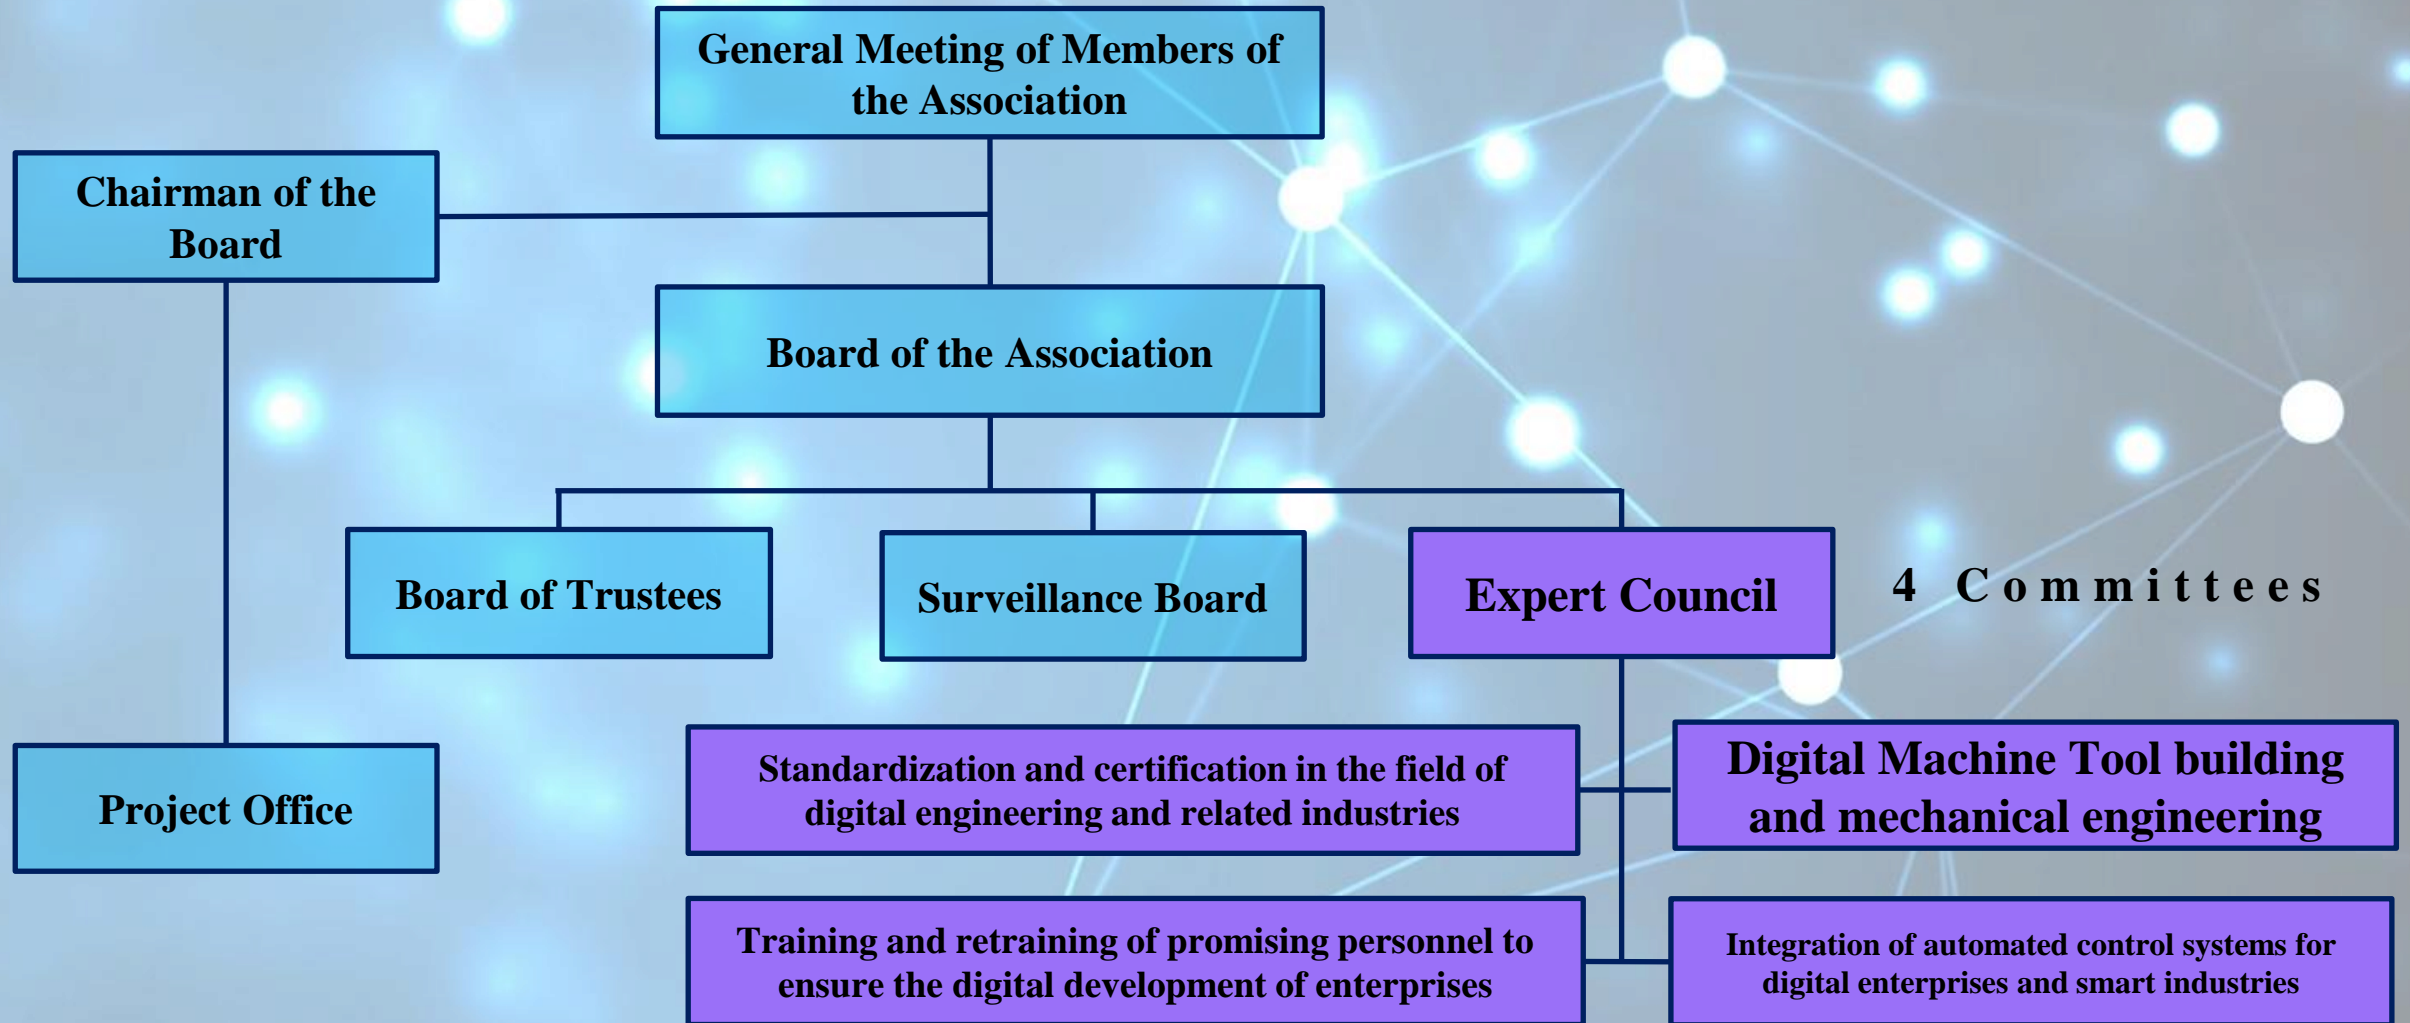 General Meeting of Members of
the Association
Chairman of the
Board
Board of the Association
Board of Trustees
Surveillance Board
Expert Council
4 Committees
Project Office
Standardization and certification in the field of
digital engineering and related industries
Digital Machine Tool building
and mechanical engineering
Training and retraining of promising personnel to
ensure the digital development of enterprises
Integration of automated control systems for
digital enterprises and smart industries